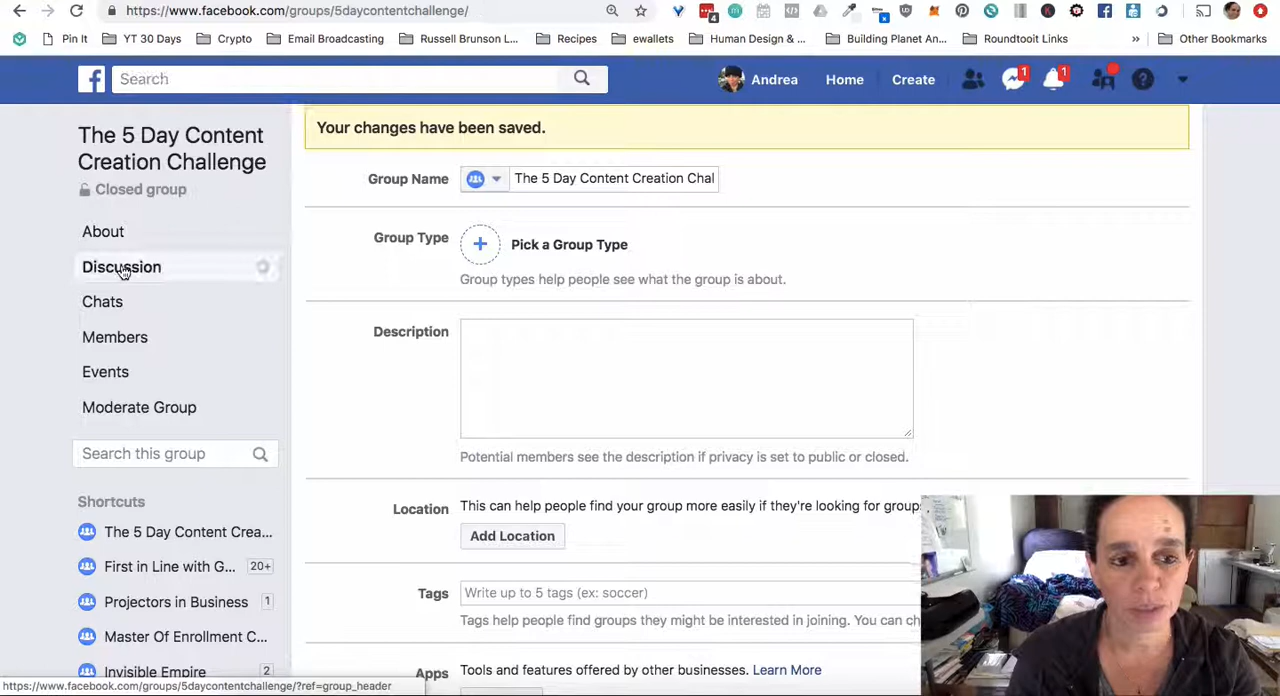 https://www.facebook.com/groups/5daycontentchallenge/
Pin It
YT 30 Days
Crypto
Email Broadcasting
Russell Brunson L...
Recipes
ewallets
Human Design & ...
Building Planet An...
Roundtooit Links
»
Other Bookmarks
Search
Andrea
Home
Create
1
1
The 5 Day Content
Creation Challenge
Closed group
About
Discussion
Chats
Members
Events
Moderate Group
Search this group
Shortcuts
The 5 Day Content Crea...
First in Line with G... 20+
Projectors in Business 1
Master Of Enrollment C...
Invisible Empire 2
https://www.facebook.com/groups/5daycontentchallenge/?ref=group_header
Your changes have been saved.
Group Name
The 5 Day Content Creation Chal
Group Type
Pick a Group Type
Group types help people see what the group is about.
Description
Potential members see the description if privacy is set to public or closed.
Location
This can help people find your group more easily if they're looking for groups
Add Location
Tags
Write up to 5 tags (ex: soccer)
Tags help people find groups they might be interested in joining. You can ch
Apps
Tools and features offered by other businesses. Learn More